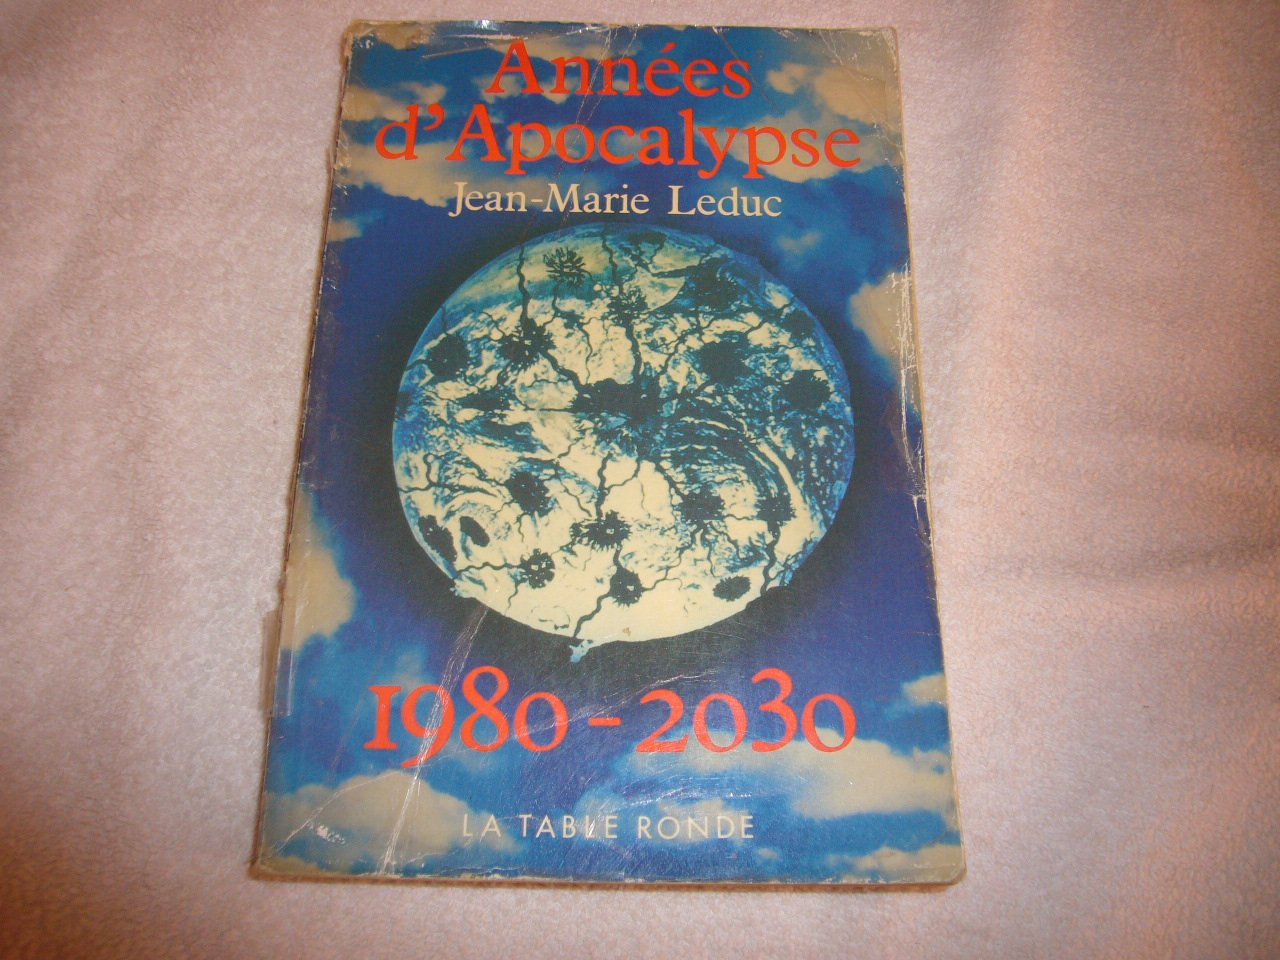 Années
d'Apocalypse
Jean-Marie Leduc
1980 - 2030
LA TABLE RONDE